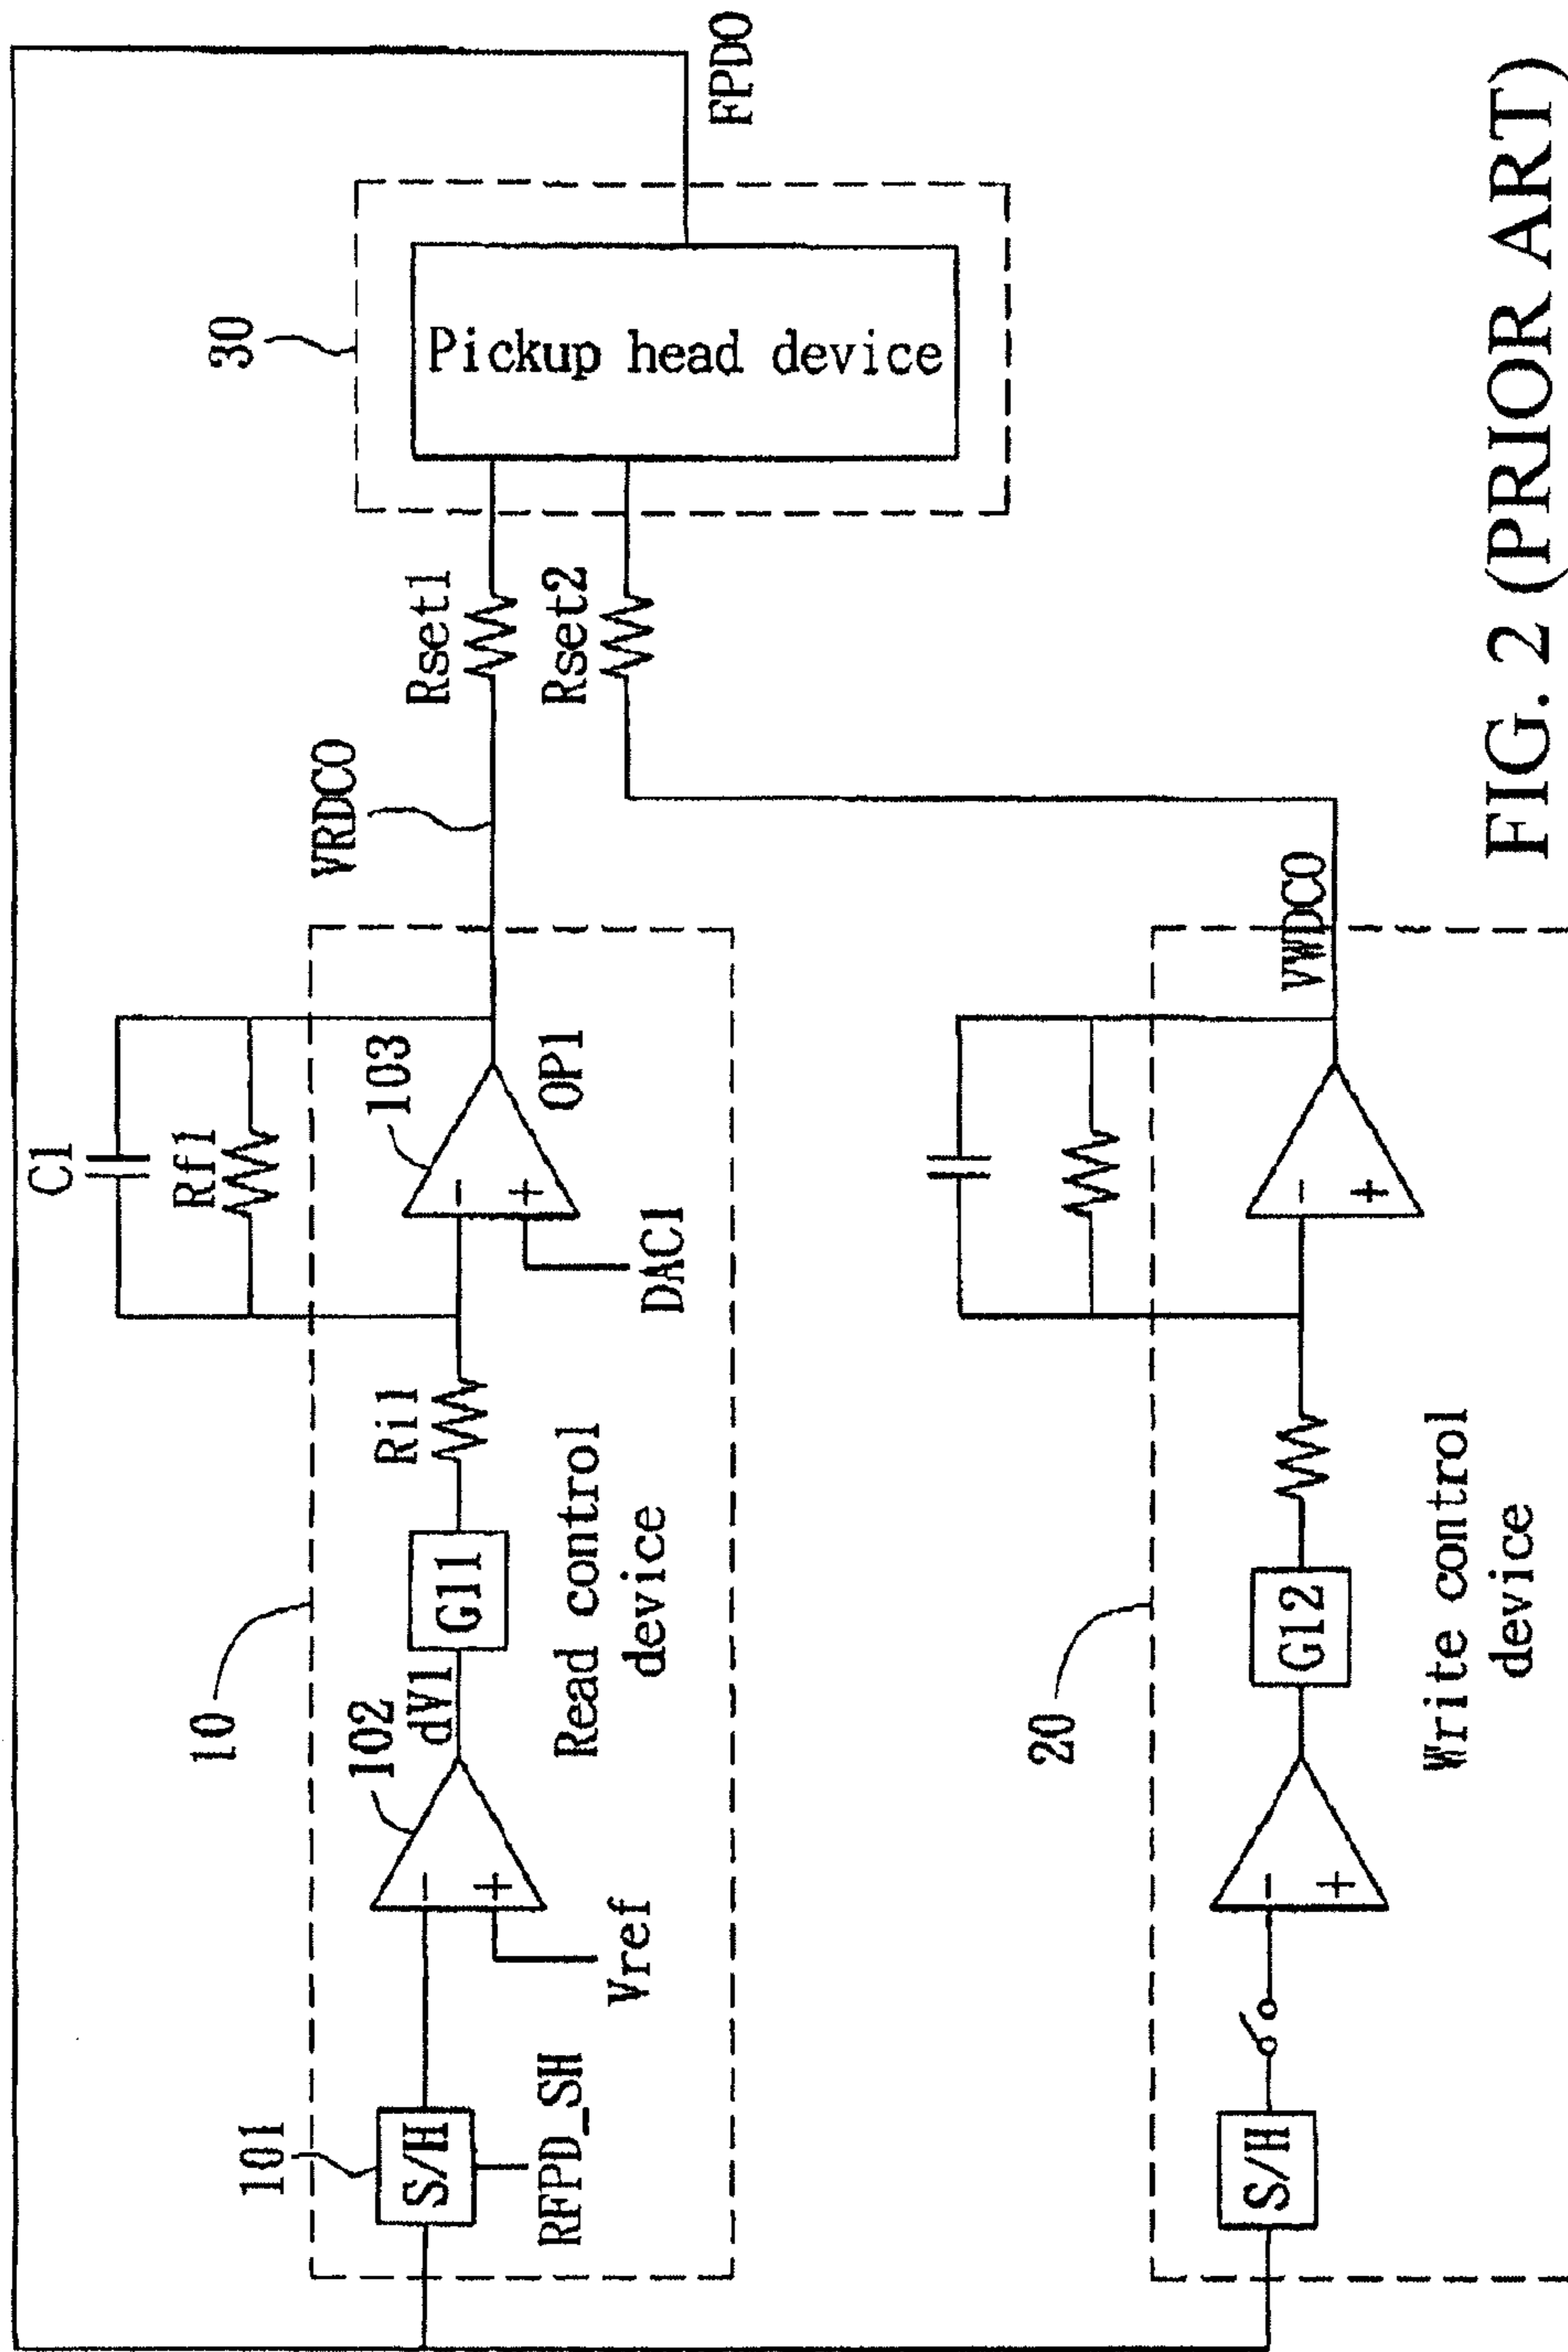 FPDO
30
Pickup head device
Rset1
Rset2
VRDCO
C1
Rf1
103
OP1
DAC1
Ri1
10
G11
dV1
102
Read control
device
Vref
101
S/H
RFPD_SH
VWDCO
20
G12
Write control
device
S/H
FIG. 2 (PRIOR ART)